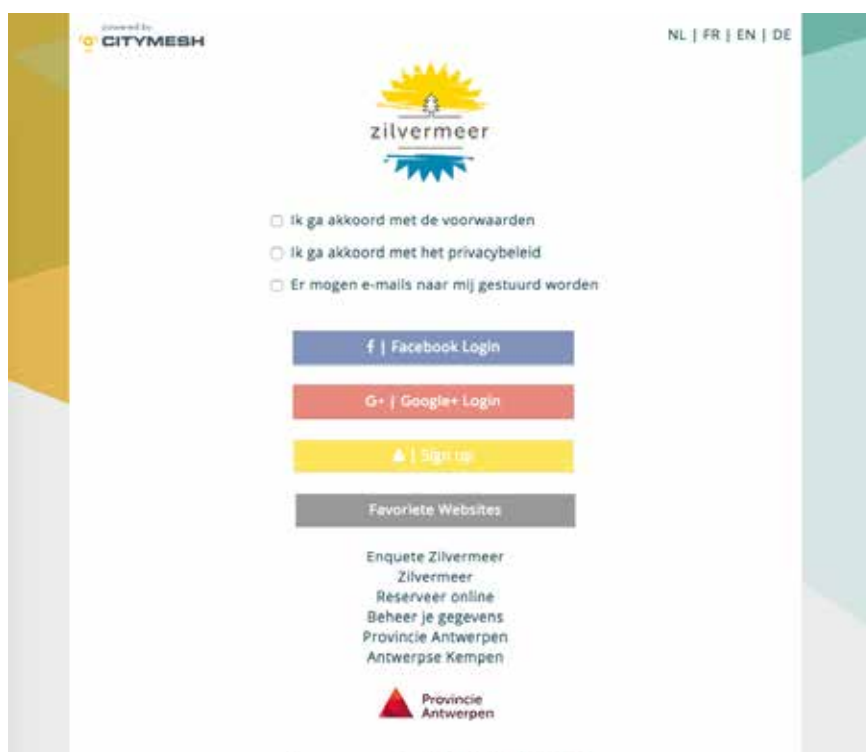 powered by
CITYMESH
NL | FR | EN | DE
zilvermeer
Ik ga akkoord met de voorwaarden
Ik ga akkoord met het privacybeleid
Er mogen e-mails naar mij gestuurd worden
f | Facebook Login
G+ | Google+ Login
| Sign up
Favoriete Websites
Enquete Zilvermeer
Zilvermeer
Reserveer online
Beheer je gegevens
Provincie Antwerpen
Antwerpse Kempen
Provincie
Antwerpen